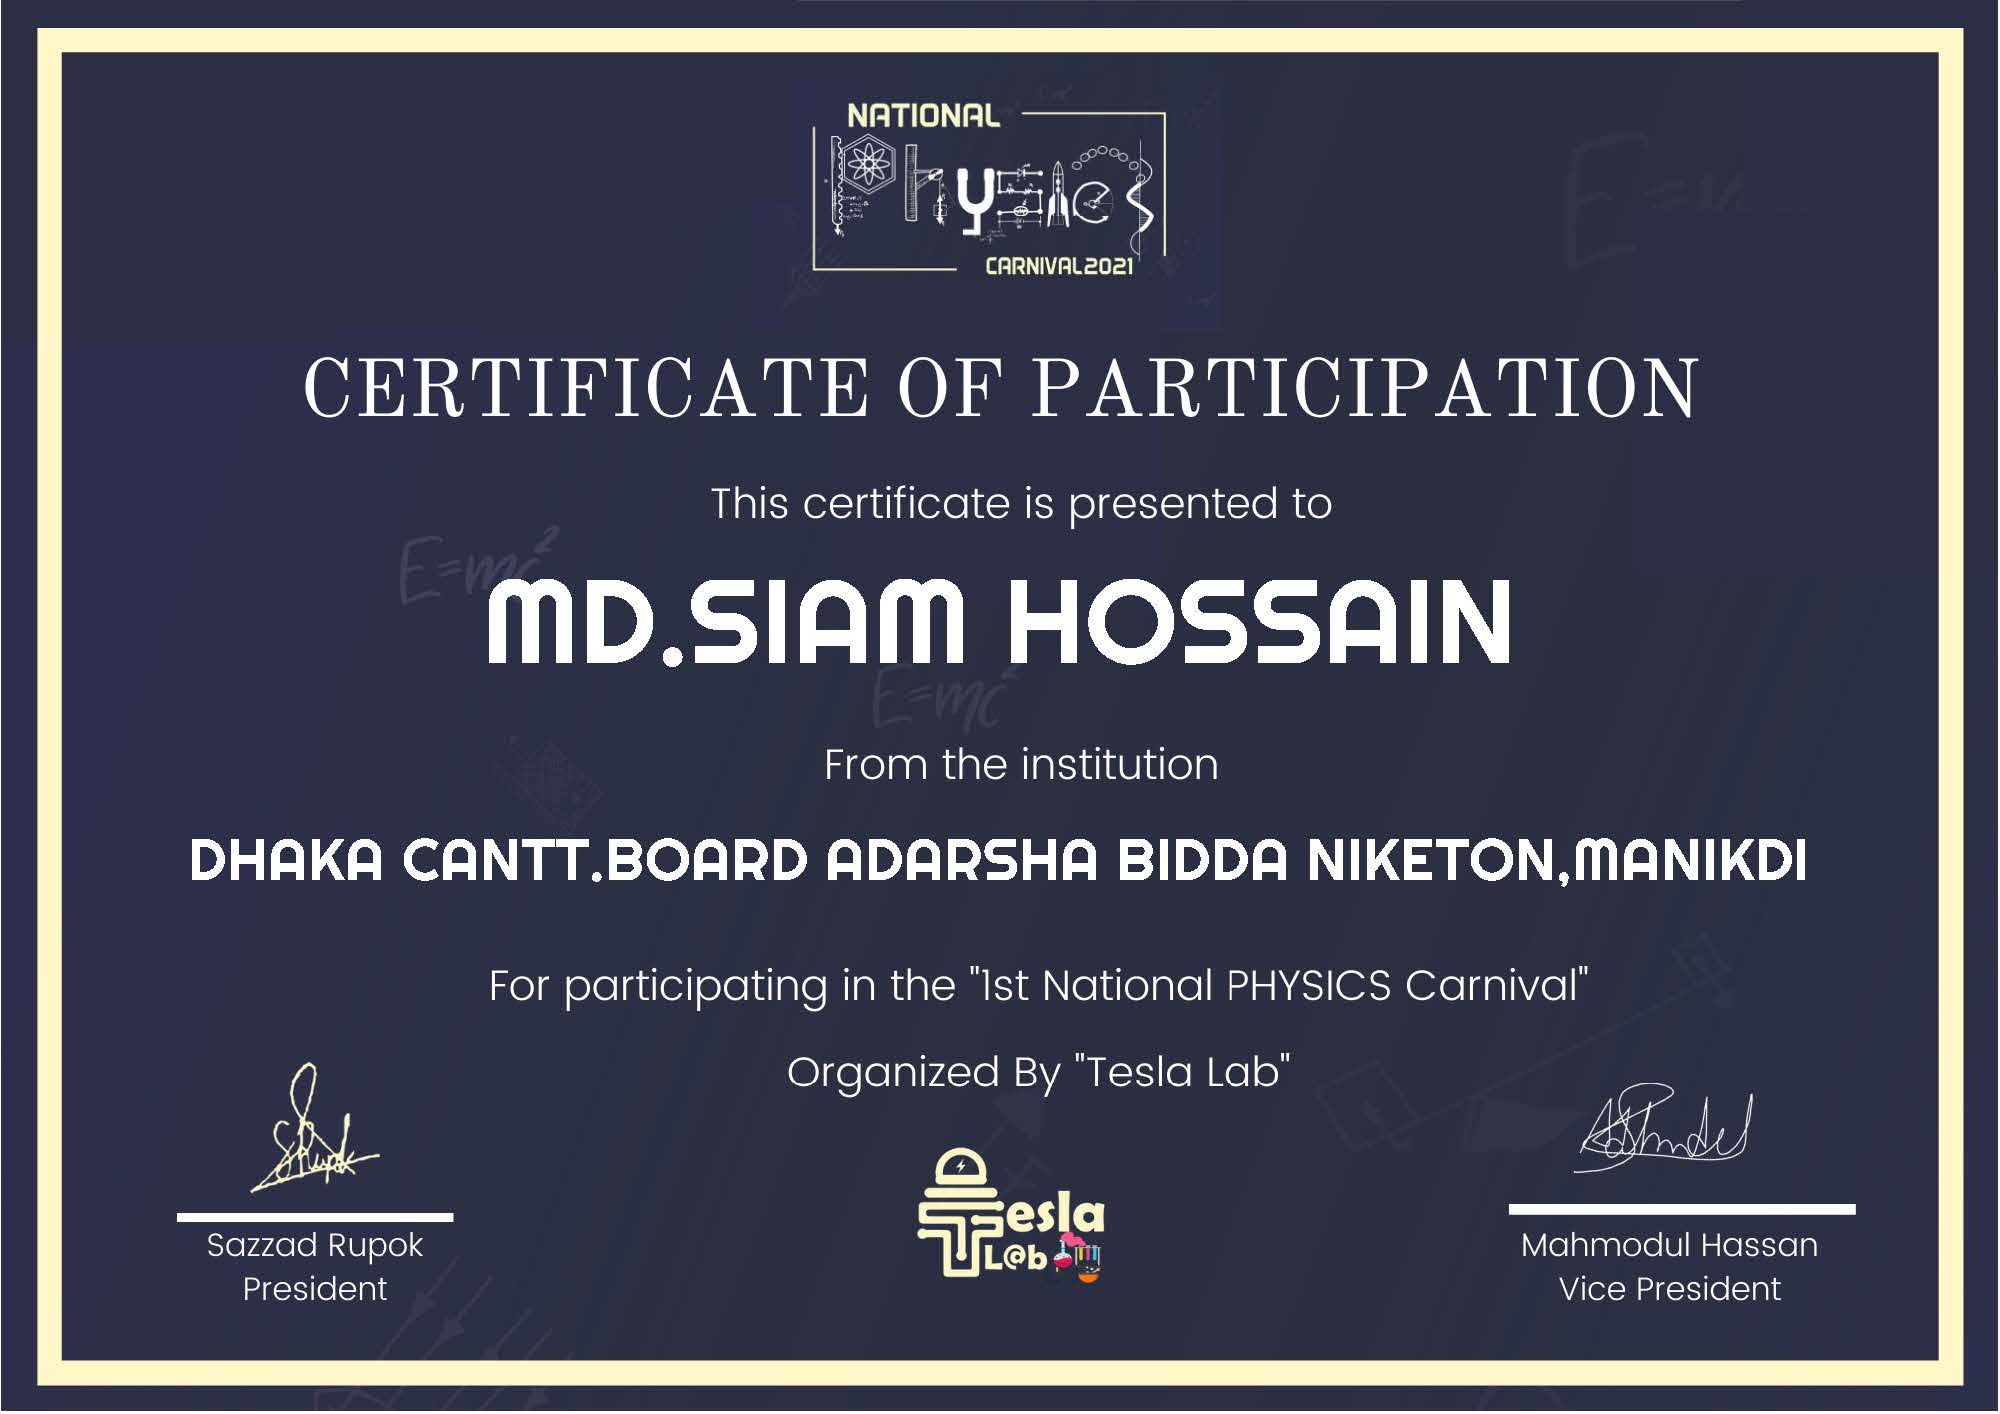 NATIONAL
Physics
CARNIVAL2021
CERTIFICATE OF PARTICIPATION
This certificate is presented to
E=mc²
MD.SIAM HOSSAIN
E=mc²
From the institution
DHAKA CANTT.BOARD ADARSHA BIDDA NIKETON,MANIKDI
For participating in the "1st National PHYSICS Carnival"
Organized By "Tesla Lab"
Tesla
L@b
Sazzad Rupok
President
Mahmodul Hassan
Vice President